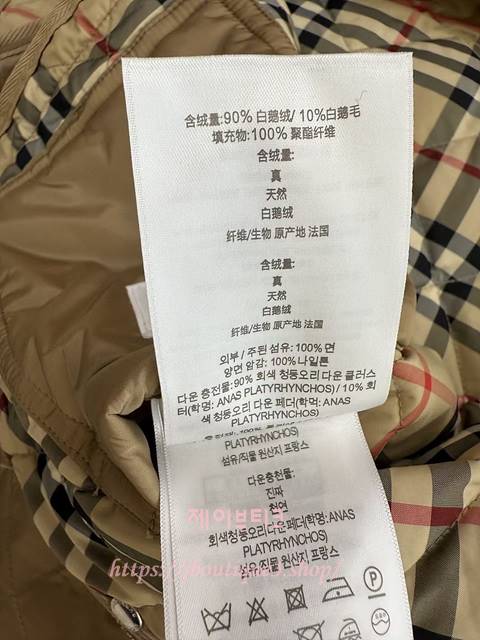 含绒量:90% 白鹅绒/ 10%白鹅毛
填充物:100% 聚酯纤维
含绒量:
真
天然
白鹅绒
纤维/生物 原产地 法国
含绒量:
真
天然
白鹅绒
纤维/生物 原产地 法国
외부 / 주된 섬유: 100% 면
양면 암감: 100% 나일론
다운 충전물: 90% 회색 청둥오리 다운 클러스
터(학명: ANAS PLATYRHYNCHOS) / 10% 회
색 청둥오리 다운 페더(학명: ANAS
PLATYRHYNCHOS)
PLATYRHYNCHOS)
섬유/직물 원산지 프랑스
다운충전물:
진짜
천연
회색청둥오리다운페더(학명: ANAS
PLATYRHYNCHOS)
섬유/직물 원산지 프랑스
제이부티크
P